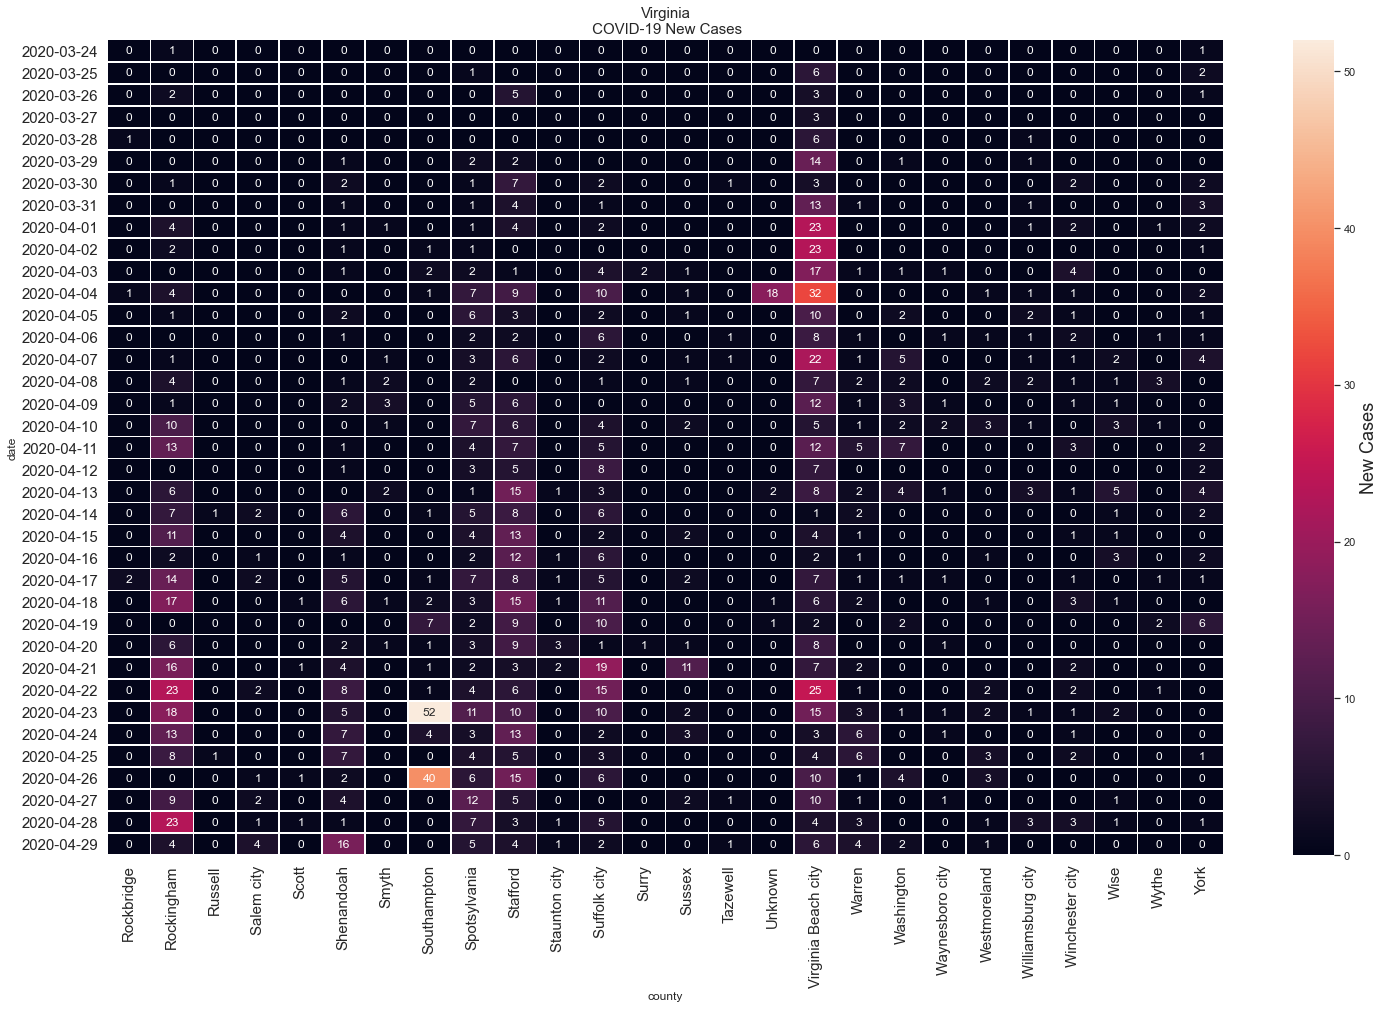 Virginia
COVID-19 New Cases
2020-03-24 0 1 0 0 0 0 0 0 0 0 0 0 0 0 0 0 0 0 0 0 0 0 0 0 0 1
2020-03-25 0 0 0 0 0 0 0 0 1 0 0 0 0 0 0 0 6 0 0 0 0 0 0 0 0 2
2020-03-26 0 2 0 0 0 0 0 0 0 5 0 0 0 0 0 0 3 0 0 0 0 0 0 0 0 1
2020-03-27 0 0 0 0 0 0 0 0 0 0 0 0 0 0 0 0 3 0 0 0 0 0 0 0 0 0
2020-03-28 1 0 0 0 0 0 0 0 0 0 0 0 0 0 0 0 6 0 0 0 0 1 0 0 0 0
2020-03-29 0 0 0 0 0 1 0 0 2 2 0 0 0 0 0 0 14 0 1 0 0 1 0 0 0 0
2020-03-30 0 1 0 0 0 2 0 0 1 7 0 2 0 0 1 0 3 0 0 0 0 0 2 0 0 2
2020-03-31 0 0 0 0 0 1 0 0 1 4 0 1 0 0 0 0 13 1 0 0 0 1 0 0 0 3
2020-04-01 0 4 0 0 0 1 1 0 1 4 0 2 0 0 0 0 23 0 0 0 0 1 2 0 1 2
2020-04-02 0 2 0 0 0 1 0 1 1 0 0 0 0 0 0 0 23 0 0 0 0 0 0 0 0 1
2020-04-03 0 0 0 0 0 1 0 2 2 1 0 4 2 1 0 0 17 1 1 1 0 0 4 0 0 0
2020-04-04 1 4 0 0 0 0 0 1 7 9 0 10 0 1 0 18 32 0 0 0 1 1 1 0 0 2
2020-04-05 0 1 0 0 0 2 0 0 6 3 0 2 0 1 0 0 10 0 2 0 0 2 1 0 0 1
2020-04-06 0 0 0 0 0 1 0 0 2 2 0 6 0 0 1 0 8 1 0 1 1 1 2 0 1 1
2020-04-07 0 1 0 0 0 0 1 0 3 6 0 2 0 1 1 0 22 1 5 0 0 1 1 2 0 4
2020-04-08 0 4 0 0 0 1 2 0 2 0 0 1 0 1 0 0 7 2 2 0 2 2 1 1 3 0
2020-04-09 0 1 0 0 0 2 3 0 5 6 0 0 0 0 0 0 12 1 3 1 0 0 1 1 0 0
2020-04-10 0 10 0 0 0 0 1 0 7 6 0 4 0 2 0 0 5 1 2 2 3 1 0 3 1 0
2020-04-11 0 13 0 0 0 1 0 0 4 7 0 5 0 0 0 0 12 5 7 0 0 0 3 0 0 2
2020-04-12 0 0 0 0 0 1 0 0 3 5 0 8 0 0 0 0 7 0 0 0 0 0 0 0 0 2
2020-04-13 0 6 0 0 0 0 2 0 1 15 1 3 0 0 0 2 8 2 4 1 0 3 1 5 0 4
2020-04-14 0 7 1 2 0 6 0 1 5 8 0 6 0 0 0 0 1 2 0 0 0 0 0 1 0 2
2020-04-15 0 11 0 0 0 4 0 0 4 13 0 2 0 2 0 0 4 1 0 0 0 0 1 1 0 0
2020-04-16 0 2 0 1 0 1 0 0 2 12 1 6 0 0 0 0 2 1 0 0 1 0 0 3 0 2
2020-04-17 2 14 0 2 0 5 0 1 7 8 1 5 0 2 0 0 7 1 1 1 0 0 1 0 1 1
2020-04-18 0 17 0 0 1 6 1 2 3 15 1 11 0 0 0 1 6 2 0 0 1 0 3 1 0 0
2020-04-19 0 0 0 0 0 0 0 7 2 9 0 10 0 0 0 1 2 0 2 0 0 0 0 0 2 6
2020-04-20 0 6 0 0 0 2 1 1 3 9 3 1 1 1 0 0 8 0 0 1 0 0 0 0 0 0
2020-04-21 0 16 0 0 1 4 0 1 2 3 2 19 0 11 0 0 7 2 0 0 0 0 2 0 0 0
2020-04-22 0 23 0 2 0 8 0 1 4 6 0 15 0 0 0 0 25 1 0 0 2 0 2 0 1 0
2020-04-23 0 18 0 0 0 5 0 52 11 10 0 10 0 2 0 0 15 3 1 1 2 1 1 2 0 0
2020-04-24 0 13 0 0 0 7 0 4 3 13 0 2 0 3 0 0 3 6 0 1 0 0 1 0 0 0
2020-04-25 0 8 1 0 0 7 0 0 4 5 0 3 0 0 0 0 4 6 0 0 3 0 2 0 0 1
2020-04-26 0 0 0 1 1 2 0 40 6 15 0 6 0 0 0 0 10 1 4 0 3 0 0 0 0 0
2020-04-27 0 9 0 2 0 4 0 0 12 5 0 0 0 2 1 0 10 1 0 1 0 0 0 1 0 0
2020-04-28 0 23 0 1 1 1 0 0 7 3 1 5 0 0 0 0 4 3 0 0 1 3 3 1 0 1
2020-04-29 0 4 0 4 0 16 0 0 5 4 1 2 0 0 1 0 6 4 2 0 1 0 0 0 0 0
date
Rockbridge
Rockingham
Russell
Salem city
Scott
Shenandoah
Smyth
Southampton
Spotsylvania
Stafford
Staunton city
Suffolk city
Surry
Sussex
Tazewell
Unknown
Virginia Beach city
Warren
Washington
Waynesboro city
Westmoreland
Williamsburg city
Winchester city
Wise
Wythe
York
county
50
40
30
20
10
0
New Cases